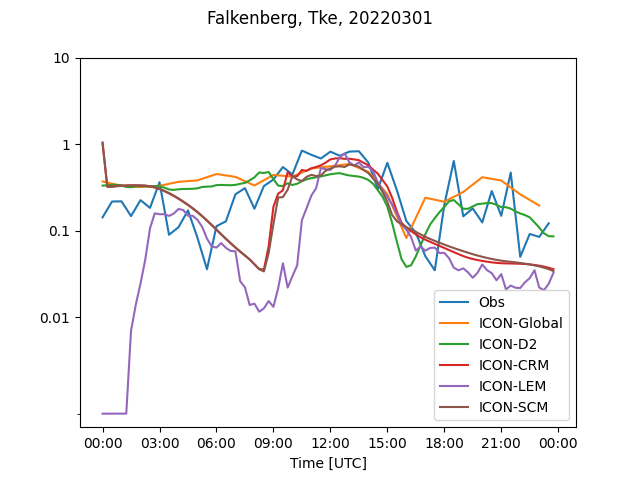 Falkenberg, Tke, 20220301
10
1
0.1
0.01
Obs
ICON-Global
ICON-D2
ICON-CRM
ICON-LEM
ICON-SCM
00:00 03:00 06:00 09:00 12:00 15:00 18:00 21:00 00:00
Time [UTC]